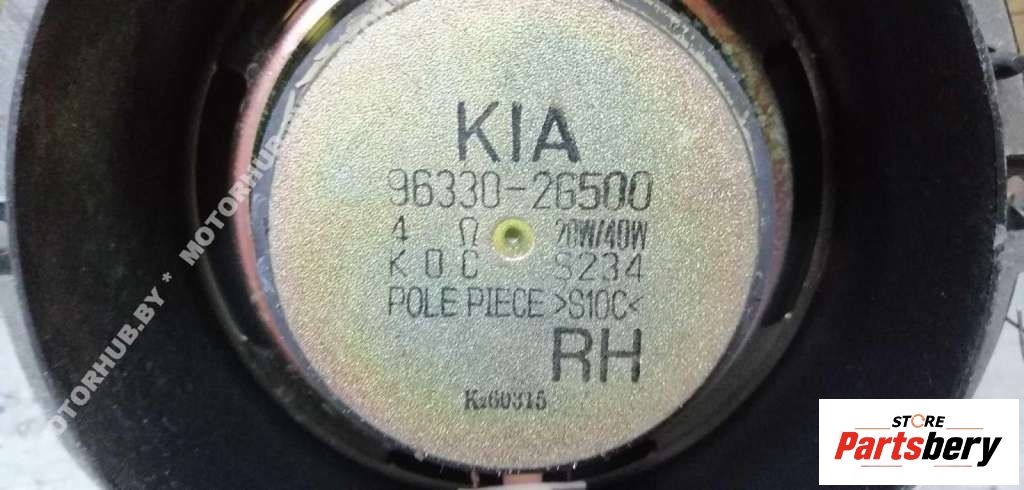 KIA
96330-2G500
4 Ω 20W/40W
K O C S234
POLE PIECE >S10C<
RH
K260315
MOTORHUB.BY * MOTORHUB
STORE
Partsbery